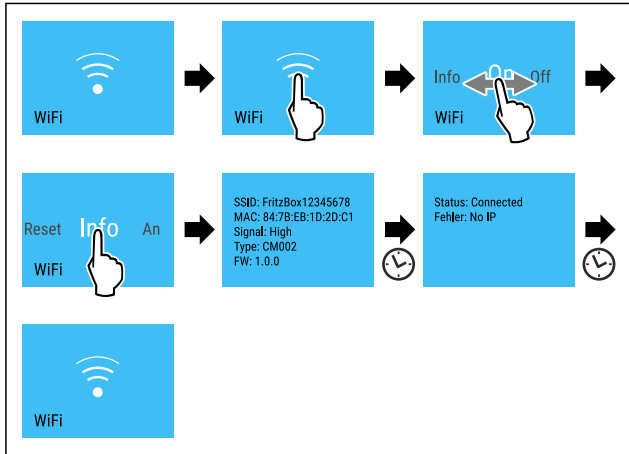 WiFi
WiFi
Info On Off
WiFi
Reset Info An
WiFi
SSID: FritzBox12345678
MAC: 84:7B:EB:1D:2D:C1
Signal: High
Type: CM002
FW: 1.0.0
Status: Connected
Fehler: No IP
WiFi